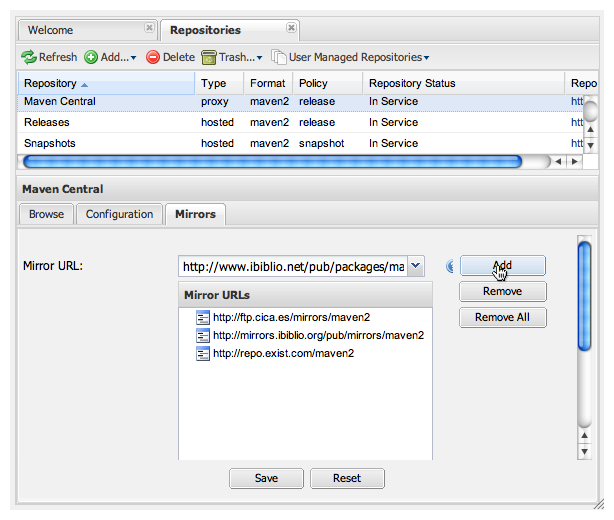 Welcome Repositories
Refresh Add... Delete Trash... User Managed Repositories
Repository Type Format Policy Repository Status Repo
Maven Central proxy maven2 release In Service htt
Releases hosted maven2 release In Service htt
Snapshots hosted maven2 snapshot In Service htt
Maven Central
Browse Configuration Mirrors
Mirror URL: http://www.ibiblio.net/pub/packages/ma Add
Mirror URLs Remove
http://ftp.cica.es/mirrors/maven2 Remove All
http://mirrors.ibiblio.org/pub/mirrors/maven2
http://repo.exist.com/maven2
Save Reset